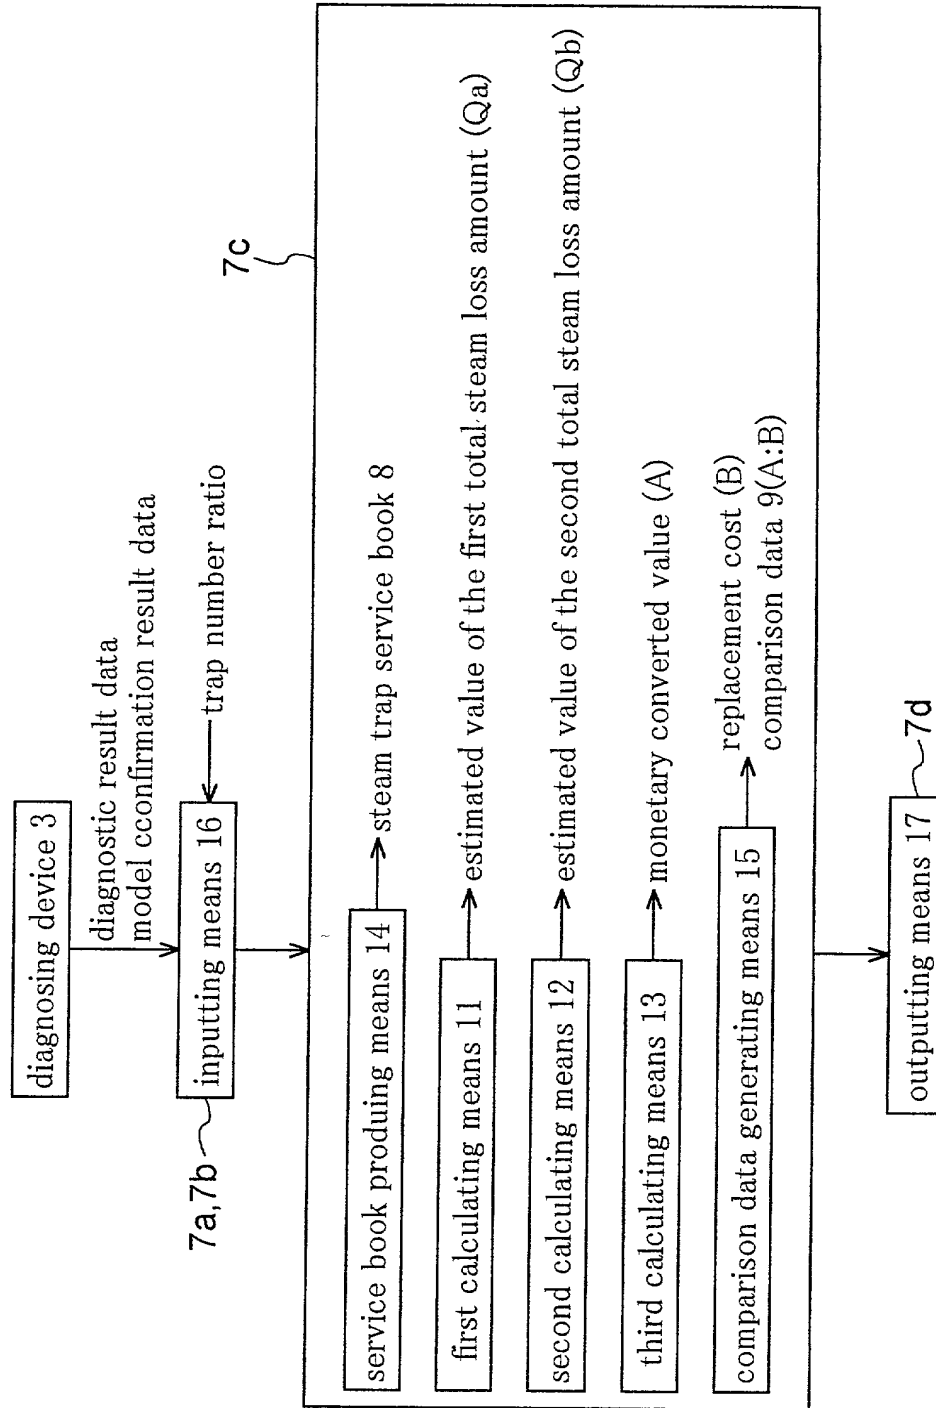 diagnosing device 3
diagnostic result data
model cconfirmation result data
7a,7b
inputting means 16
trap number ratio
7c
service book produing means 14
steam trap service book 8
first calculating means 11
estimated value of the first total steam loss amount (Qa)
second calculating means 12
estimated value of the second total steam loss amount (Qb)
third calculating means 13
monetary converted value (A)
comparison data generating means 15
replacement cost (B)
comparison data 9(A:B)
outputting means 17
7d